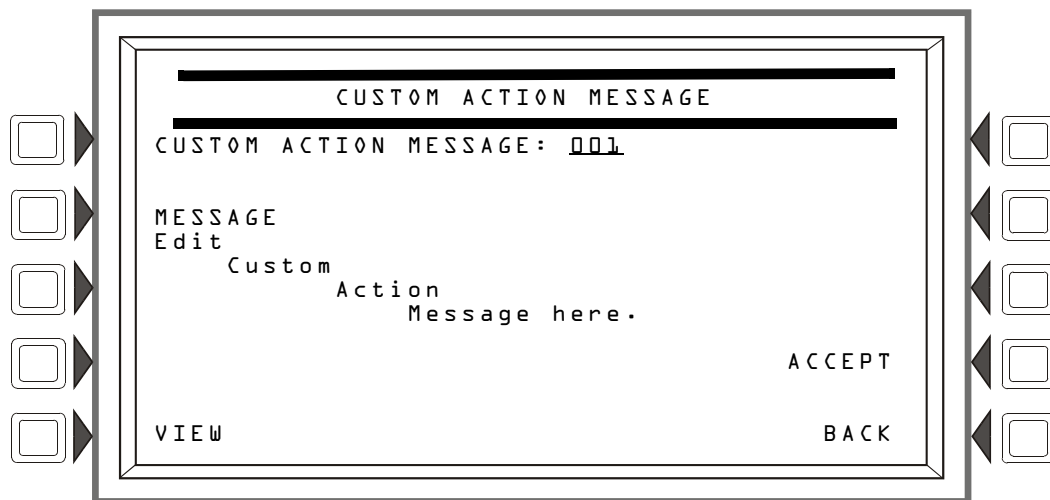 CUSTOM ACTION MESSAGE
CUSTOM ACTION MESSAGE: 001
MESSAGE
Edit
Custom
Action
Message here.
ACCEPT
VIEW
BACK